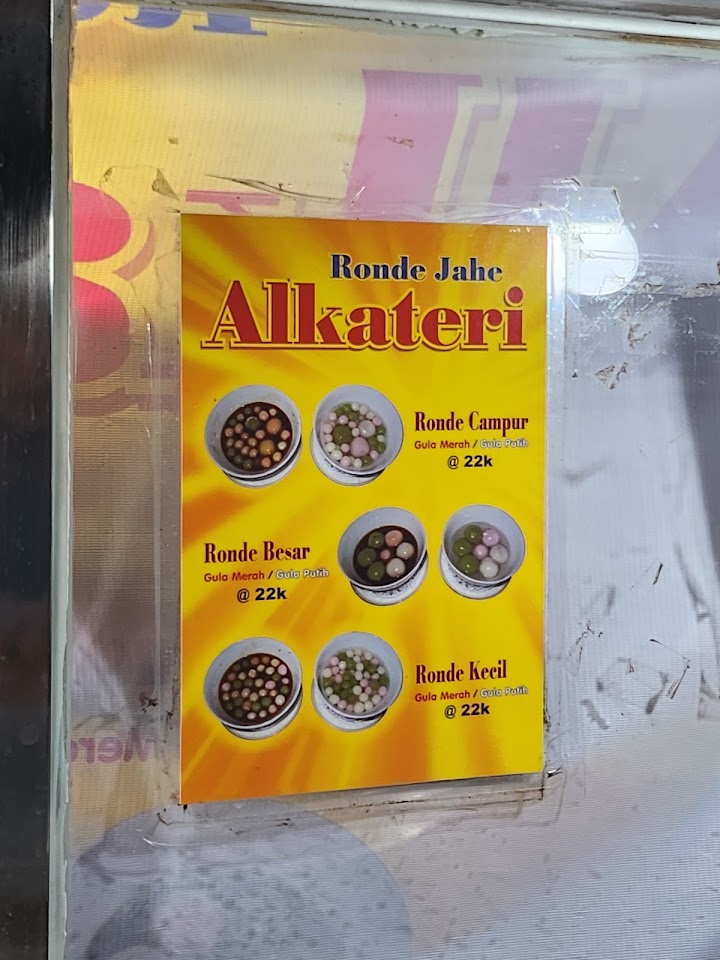 Ronde Jahe
Alkateri
Ronde Campur
Gula Merah / Gula Putih
@ 22k
Ronde Besar
Gula Merah / Gula Putih
@ 22k
Ronde Kecil
Gula Merah / Gula Putih
@ 22k